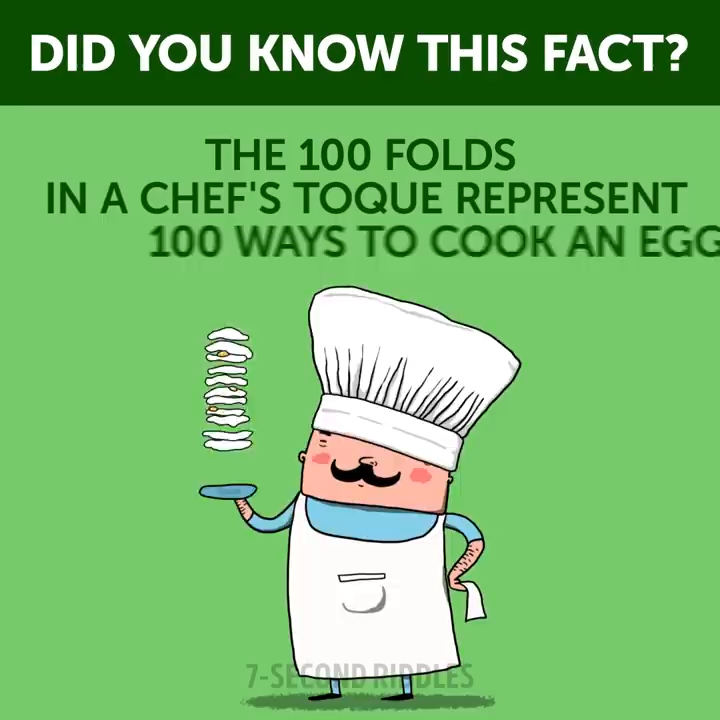 DID YOU KNOW THIS FACT?
THE 100 FOLDS
IN A CHEF'S TOQUE REPRESENT
100 WAYS TO COOK AN EGG
7-SECOND RIDDLES